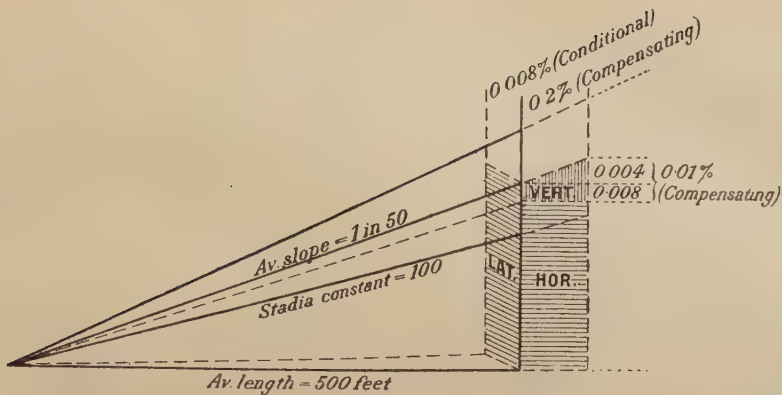 0 008% (Conditional)
0 2% (Compensating)
0 004 } 0·01%
0·008 (Compensating)
VERT.
Av. slope = 1 in 50
LAT.
HOR.
Stadia constant = 100
Av. length = 500 feet